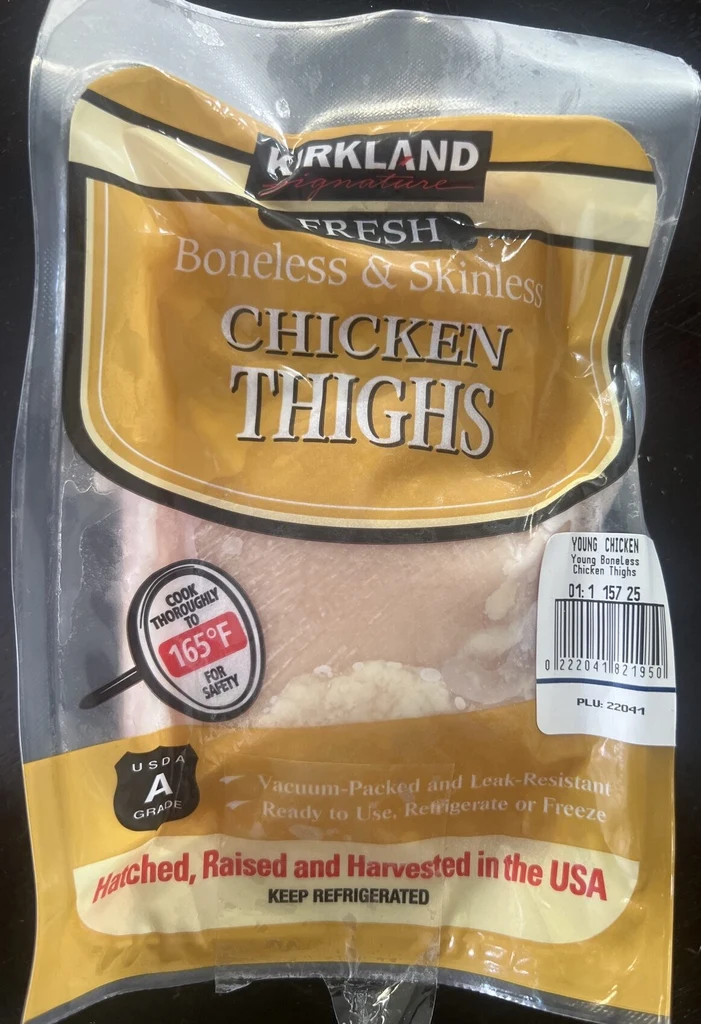 KIRKLAND
Signature
FRESH
Boneless & Skinless
CHICKEN
THIGHS
YOUNG CHICKEN
Young Boneless
Chicken Thighs
01:1 157 25
0 222041 821950
PLU: 22041
COOK
THOROUGHLY
TO
165°F
FOR
SAFETY
USDA
A
GRADE
Vacuum-Packed and Leak-Resistant
Ready to Use, Refrigerate or Freeze
Hatched, Raised and Harvested in the USA
KEEP REFRIGERATED